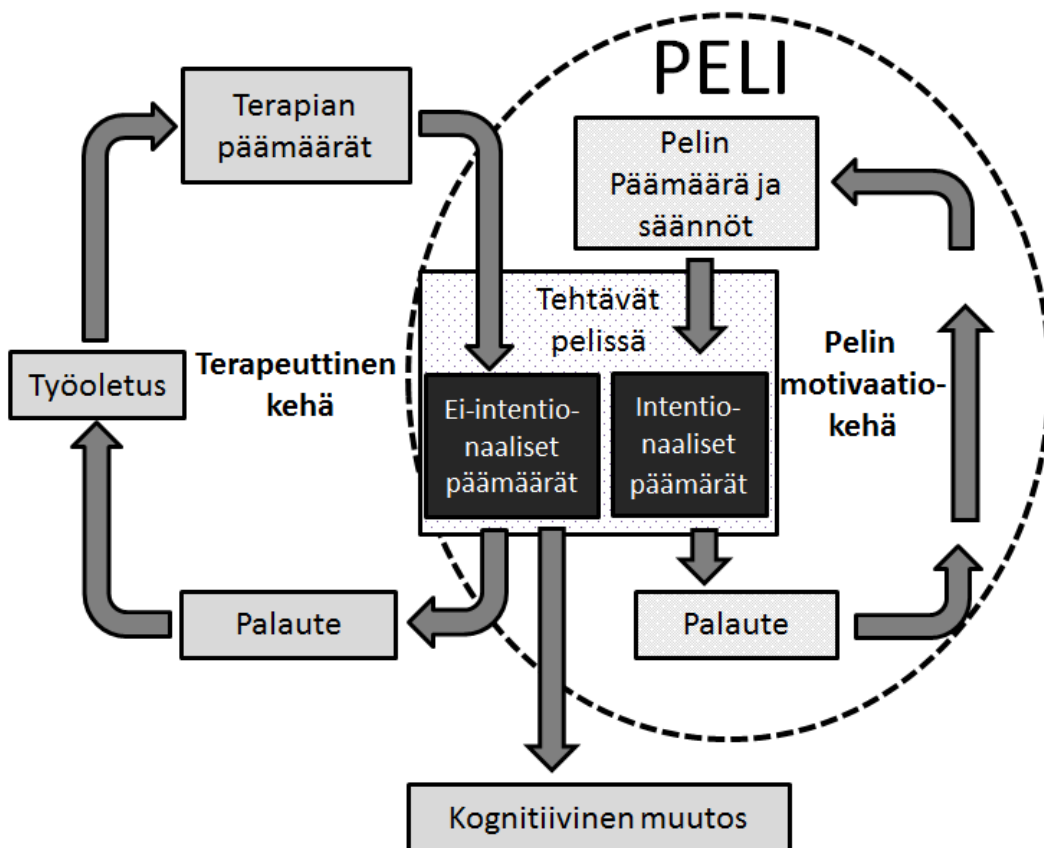 PELI
Terapian
päämäärät
Pelin
Päämäärä ja
säännöt
Tehtävät
pelissä
Työoletus
Terapeuttinen
kehä
Pelin
motivaatio-
kehä
Ei-intentio-
naaliset
päämäärät
Intentio-
naaliset
päämärät
Palaute
Palaute
Kognitiivinen muutos